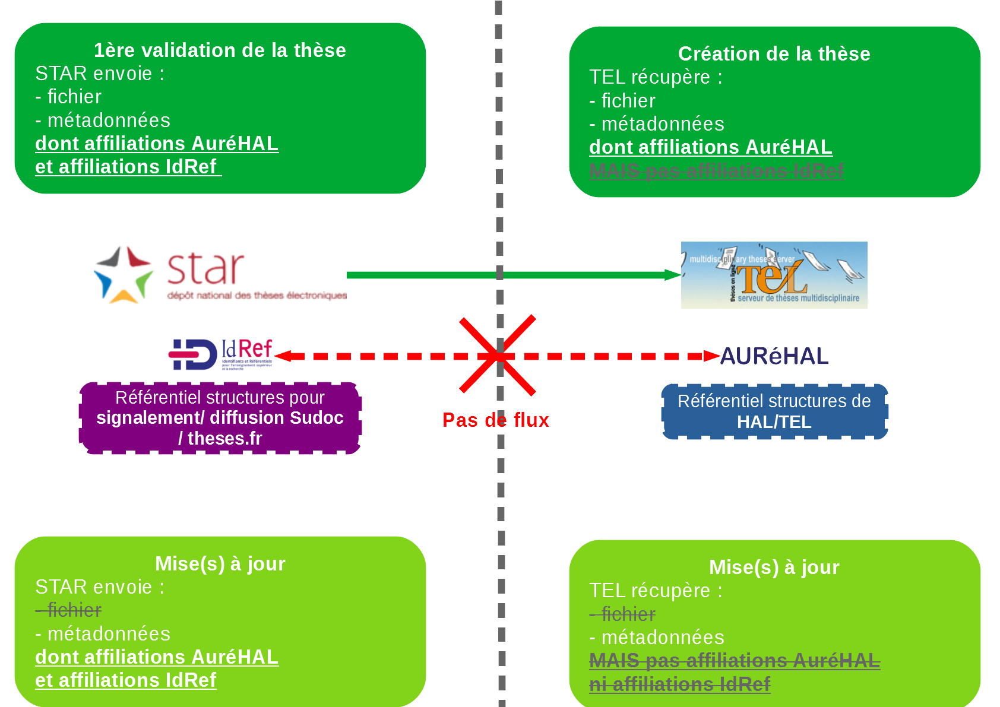 1ère validation de la thèse
STAR envoie :
- fichier
- métadonnées
dont affiliations AuréHAL
et affiliations IdRef
Création de la thèse
TEL récupère :
- fichier
- métadonnées
dont affiliations AuréHAL
MAIS pas affiliations IdRef
star
dépôt national des thèses électroniques
multidisciplinary theses server
thèses en ligne
TeL
serveur de thèses multidisciplinaire
IdRef
Identifiants et Référentiels
pour l'enseignement supérieur
et la recherche
AURéHAL
Référentiel structures pour
signalement/ diffusion Sudoc
/ theses.fr
Pas de flux
Référentiel structures de
HAL/TEL
Mise(s) à jour
STAR envoie :
- fichier
- métadonnées
dont affiliations AuréHAL
et affiliations IdRef
Mise(s) à jour
TEL récupère :
- fichier
- métadonnées
MAIS pas affiliations AuréHAL
ni affiliations IdRef